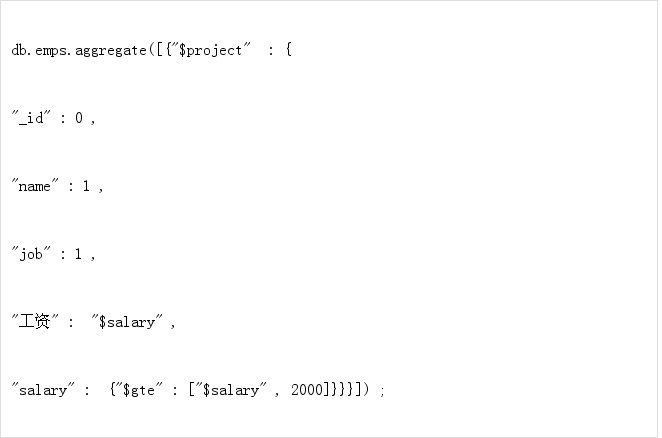 db.emps.aggregate([{"$project" : {
"_id" : 0 ,
"name" : 1 ,
"job" : 1 ,
"工资" : "$salary" ,
"salary" : {"$gte" : ["$salary" , 2000]}}}]) ;